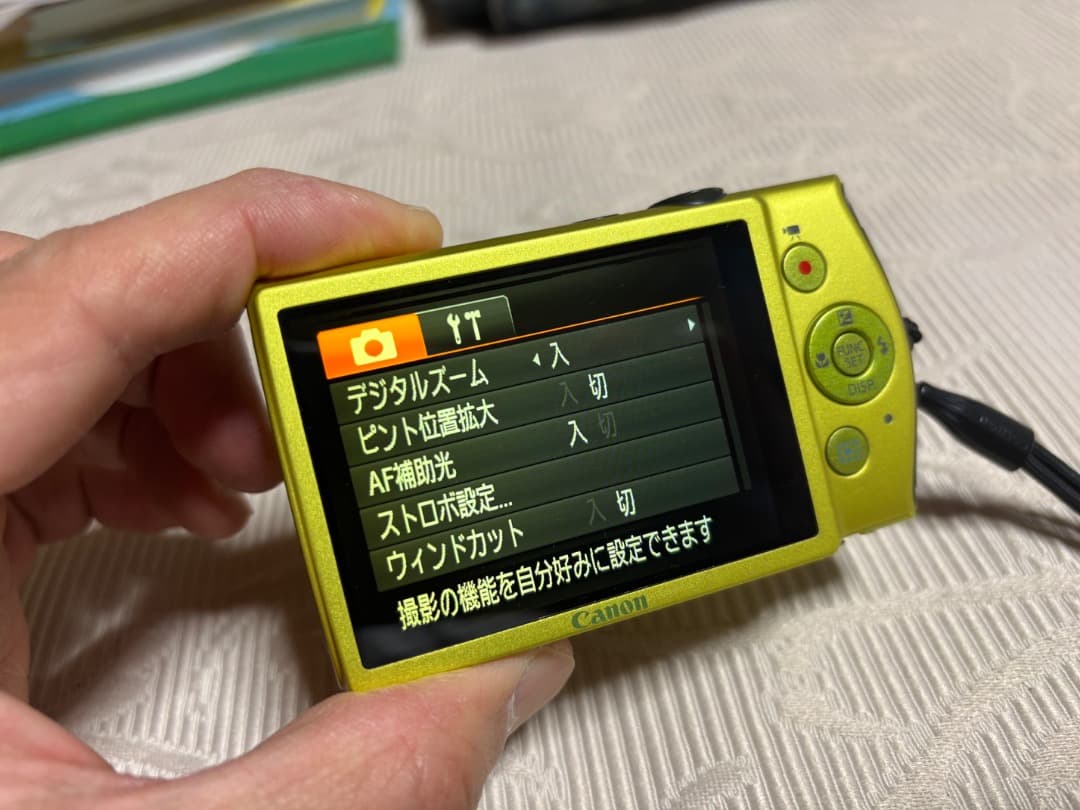 デジタルズーム 入
ピント位置拡大 入 切
AF補助光 入 切
ストロボ設定...
ウィンドカット 入 切
撮影の機能を自分好みに設定できます
Canon
FUNC.
SET
DISP.